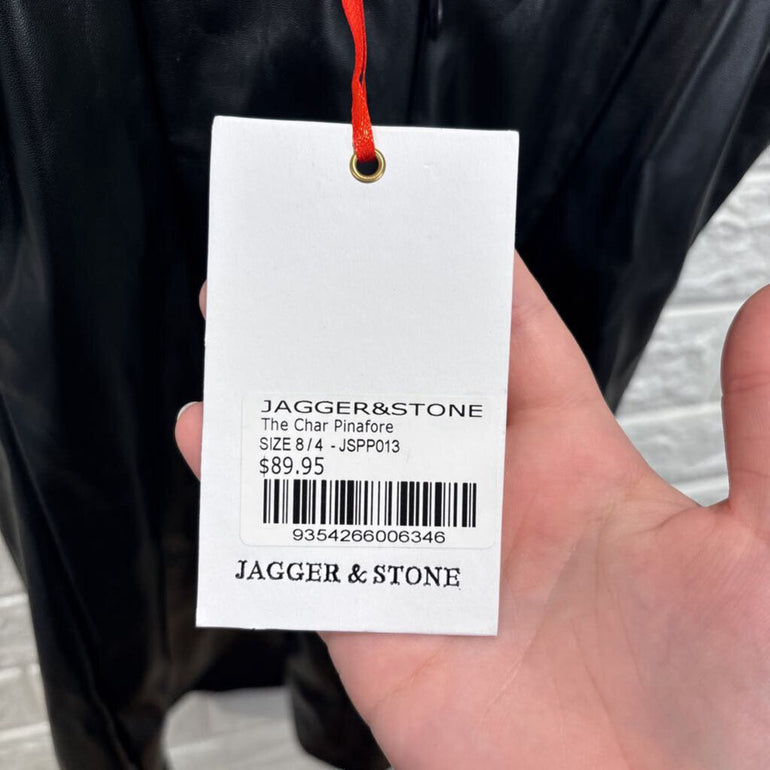 JAGGER&STONE
The Char Pinafore
SIZE 8/4 - JSPP013
$89.95
9354266006346
JAGGER & STONE